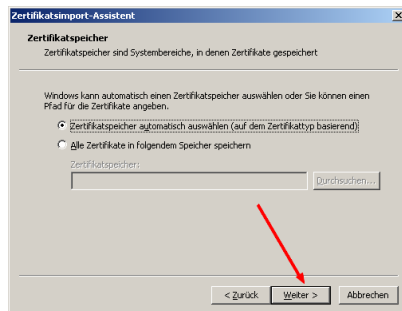 Zertifikatsimport-Assistent
Zertifikatspeicher
Zertifikatspeicher sind Systembereiche, in denen Zertifikate gespeichert
Windows kann automatisch einen Zertifikatspeicher auswählen oder Sie können einen
Pfad für die Zertifikate angeben.
Zertifikatspeicher automatisch auswählen (auf dem Zertifikattyp basierend)
Alle Zertifikate in folgendem Speicher speichern
Zertifikatspeicher:
Durchsuchen...
< Zurück Weiter > Abbrechen